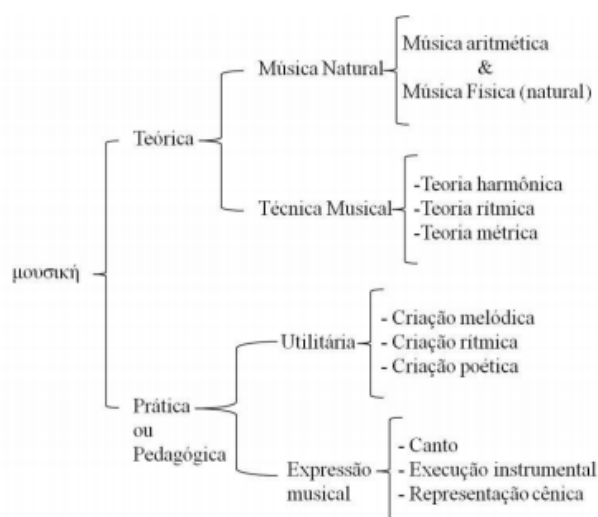 Música aritmética
&
Música Natural
Música Física (natural)
Teórica
-Teoria harmônica
Técnica Musical
-Teoria rítmica
-Teoria métrica
μουσική
- Criação melódica
Utilitária
- Criação rítmica
- Criação poética
Prática
ou
Pedagógica
- Canto
Expressão
musical
- Execução instrumental
- Representação cênica